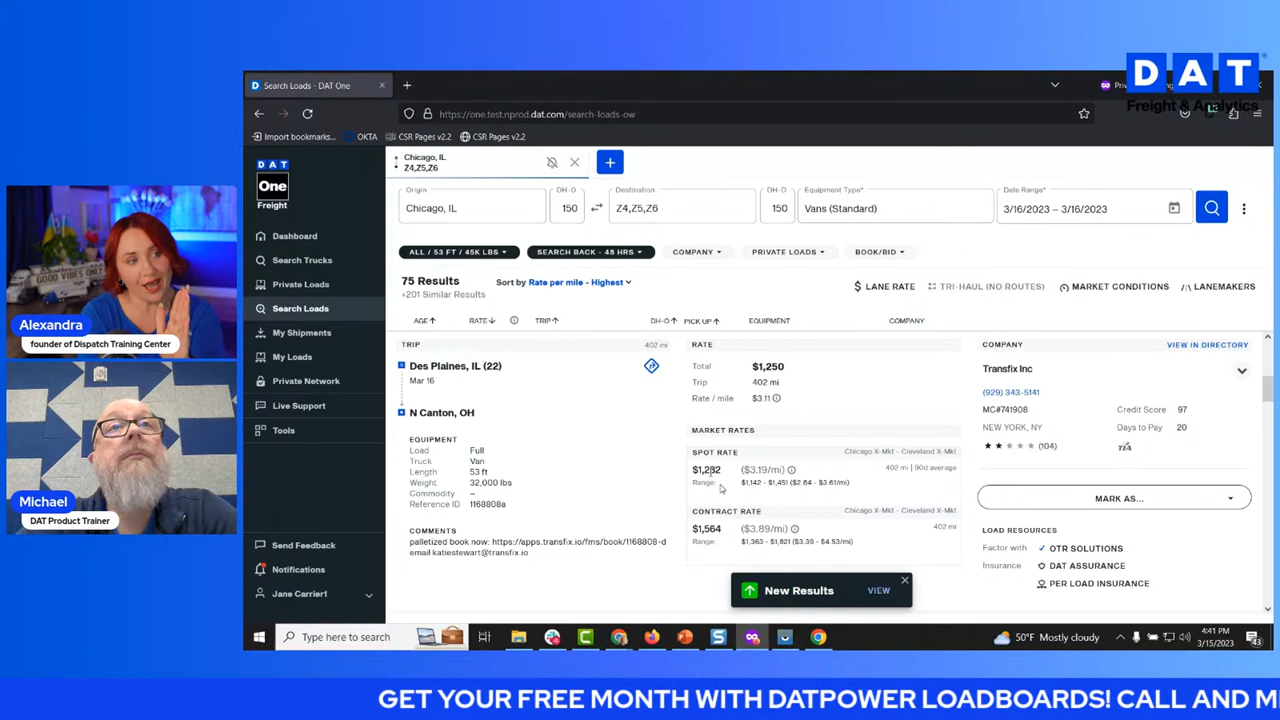 DAT
Freight & Analytics
Search Loads - DAT One
https://one.test.nprod.dat.com/search-loads-ow
Import bookmarks...
OKTA
CSR Pages v2.2
CSR Pages v2.2
DAT
One
Freight
Dashboard
Search Trucks
Private Loads
Search Loads
My Shipments
My Loads
Private Network
Live Support
Tools
Send Feedback
Notifications
Jane Carrier1
Chicago, IL
Z4,Z5,Z6
Origin
Chicago, IL
DH-O
150
Destination
Z4,Z5,Z6
DH-D
150
Equipment Type*
Vans (Standard)
Date Range*
3/16/2023 – 3/16/2023
ALL / 53 FT / 45K LBS
SEARCH BACK - 48 HRS
COMPANY
PRIVATE LOADS
BOOK/BID
75 Results
+201 Similar Results
Sort by Rate per mile - Highest
$ LANE RATE
TRI-HAUL (NO ROUTES)
MARKET CONDITIONS
LANEMAKERS
AGE
RATE
TRIP
DH-O
PICK UP
EQUIPMENT
COMPANY
TRIP
402 mi
Des Plaines, IL (22)
Mar 16
N Canton, OH
EQUIPMENT
Load Full
Truck Van
Length 53 ft
Weight 32,000 lbs
Commodity –
Reference ID 1168808a
COMMENTS
palletized book now: https://apps.transfix.io/fms/book/1168808-d
email katiestewart@transfix.io
RATE
Total $1,250
Trip 402 mi
Rate / mile $3.11
MARKET RATES
SPOT RATE
Chicago X-Mkt - Cleveland X-Mkt
$1,282 ($3.19/mi)
402 mi | 90d average
Range: $1,142 - $1,451 ($2.84 - $3.61/mi)
CONTRACT RATE
Chicago X-Mkt - Cleveland X-Mkt
$1,564 ($3.89/mi)
402 mi
Range: $1,363 - $1,821 ($3.39 - $4.53/mi)
COMPANY
VIEW IN DIRECTORY
Transfix Inc
(929) 343-5141
MC#741908
NEW YORK, NY
(104)
Credit Score 97
Days to Pay 20
TIA
MARK AS...
LOAD RESOURCES
Factor with OTR SOLUTIONS
Insurance DAT ASSURANCE
PER LOAD INSURANCE
New Results
VIEW
Type here to search
50°F Mostly cloudy
4:41 PM
3/15/2023
43
GOOD VIBES ONLY
Alexandra
founder of Dispatch Training Center
Michael
DAT Product Trainer
GET YOUR FREE MONTH WITH DATPOWER LOADBOARDS! CALL AND M